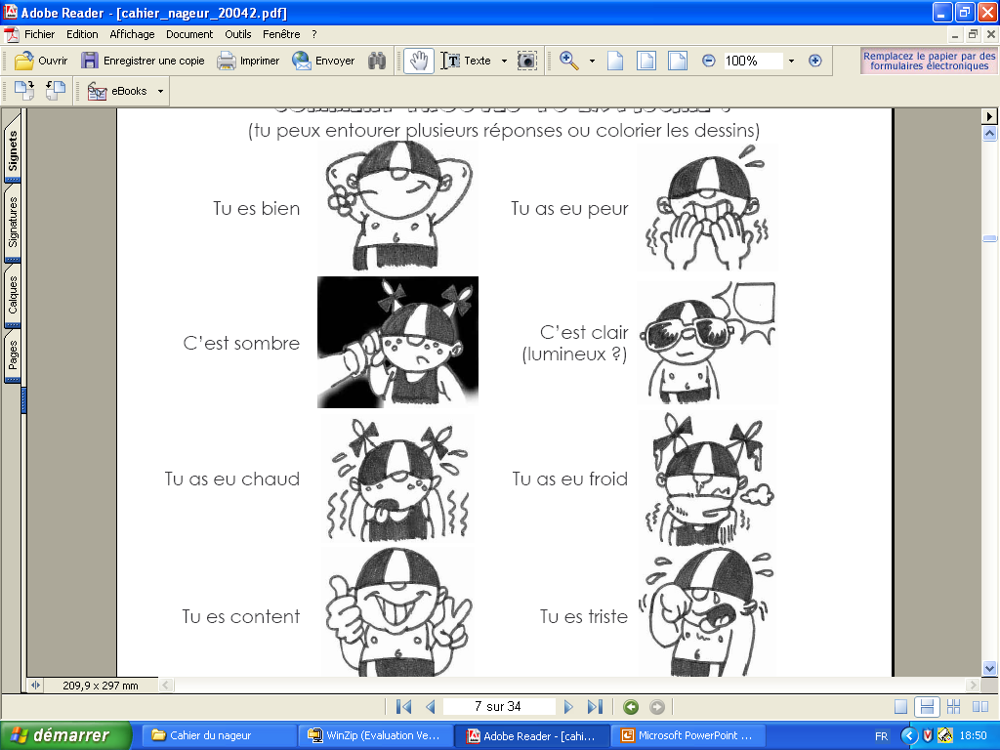 Adobe Reader - [cahier_nageur_20042.pdf]
Fichier Edition Affichage Document Outils Fenêtre ?
Ouvrir Enregistrer une copie Imprimer Envoyer Texte 100% Remplacez le papier par des
formulaires électroniques
eBooks
Signets
Signatures
Calques
Pages
(tu peux entourer plusieurs réponses ou colorier les dessins)
Tu es bien Tu as eu peur
C'est sombre C'est clair
(lumineux ?)
Tu as eu chaud Tu as eu froid
Tu es content Tu es triste
209,9 x 297 mm
7 sur 34
démarrer Cahier du nageur WinZip (Evaluation Ve... Adobe Reader - [cahi... Microsoft PowerPoint ... FR 18:50